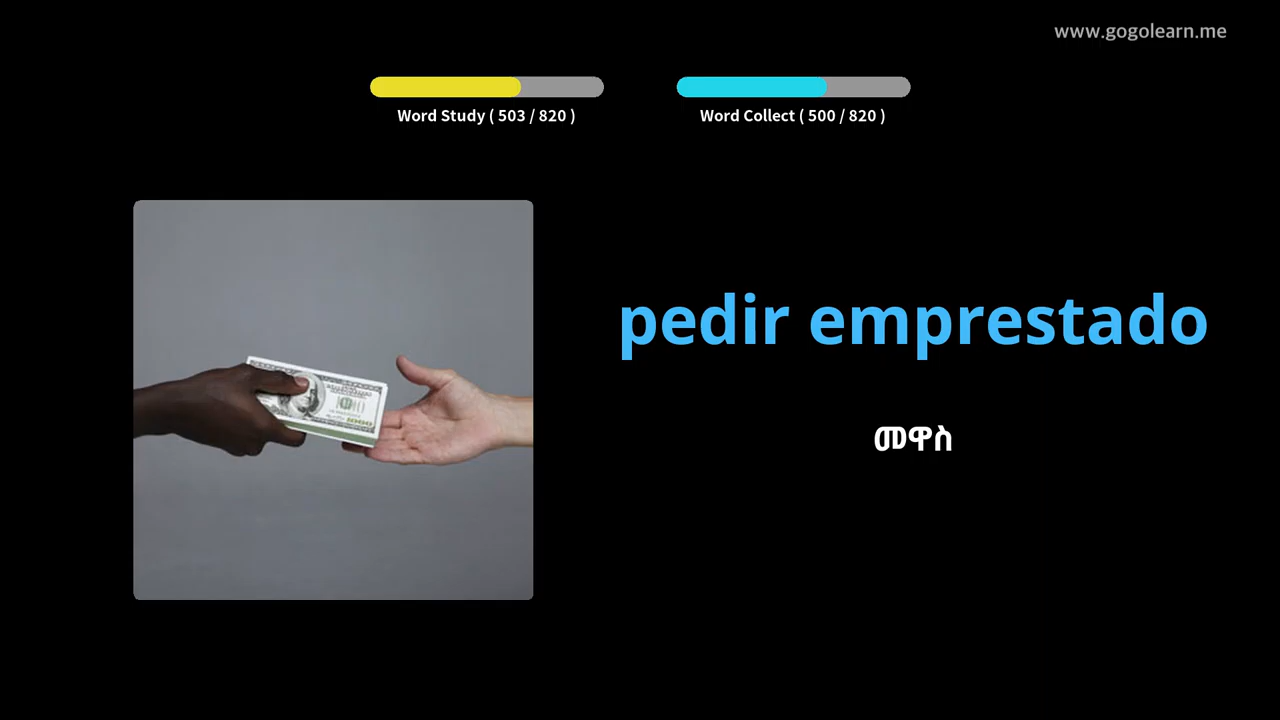 www.gogolearn.me
Word Study ( 503 / 820 )
Word Collect ( 500 / 820 )
pedir emprestado
መዋስ